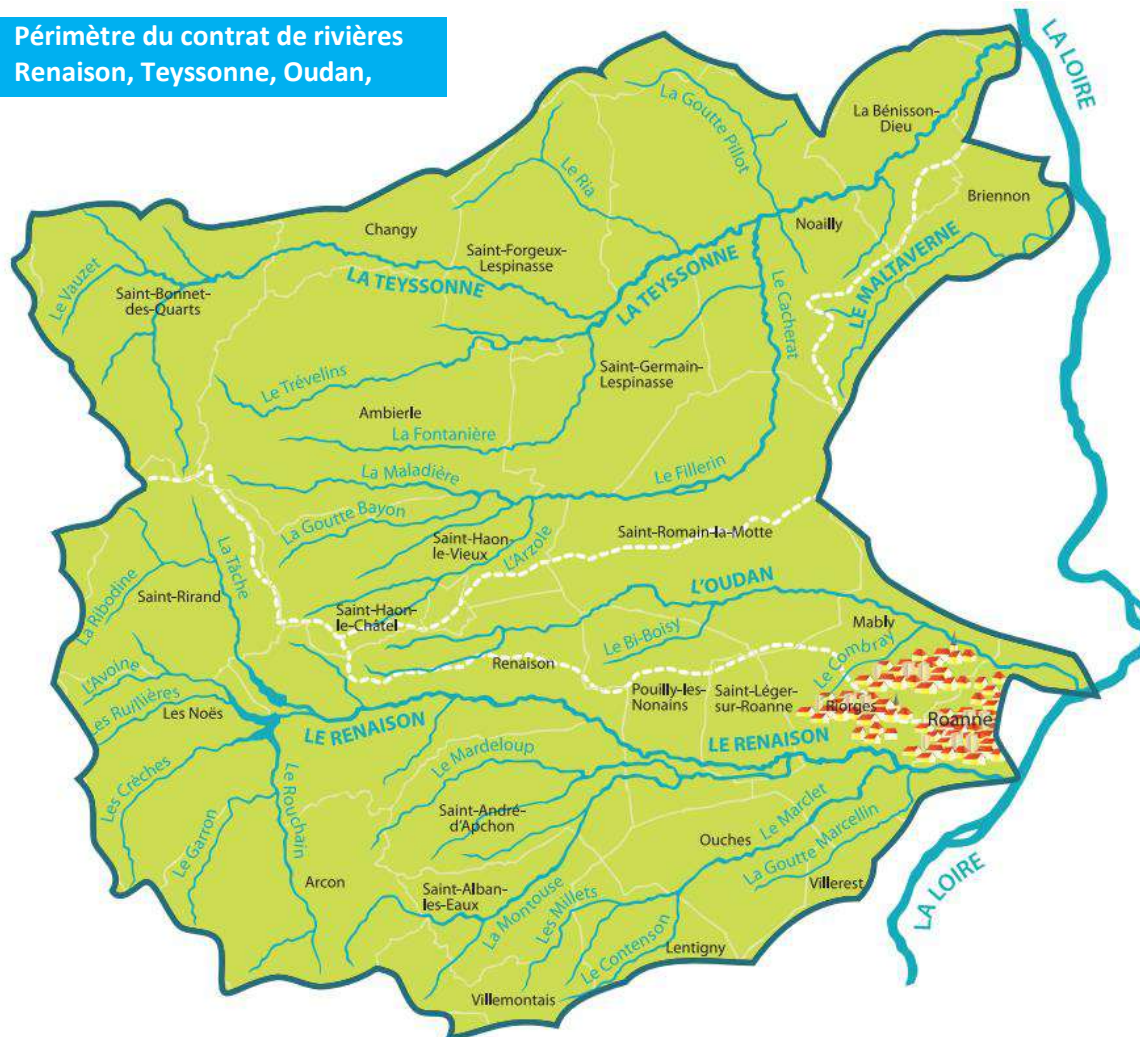 Périmètre du contrat de rivières
Renaison, Teyssonne, Oudan,
LA LOIRE
La Goutte Pillot
La Bénisson-
Dieu
Le Ria
Briennon
Changy
Noailly
Saint-Forgeux-
Lespinasse
LE MALTAVERNE
Le Vauzet
LA TEYSSONNE
LA TEYSSONNE
Saint-Bonnet-
des-Quarts
Le Cacherat
Saint-Germain-
Lespinasse
Le Trévelins
Ambierle
La Fontanière
La Maladière
Le Fillerin
La Goutte Bayon
Saint-Haon-
le-Vieux
L'Arzole
Saint-Romain-la-Motte
La Tâche
La Ribodine
Saint-Rirand
L'OUDAN
Saint-Haon-
le-Châtel
Mably
Le Bi-Boisy
Le Combray
Renaison
L'Avoine
Les Rullières
Les Noës
Pouilly-les-
Nonains
Saint-Léger-
sur-Roanne
Riorges
Roanne
LE RENAISON
LE RENAISON
Le Mardeloup
Les Crèches
Le Rouchain
Saint-André-
d'Apchon
Le Marclet
Ouches
Le Garron
La Goutte Marcellin
Arcon
Saint-Alban-
les-Eaux
Villerest
LA LOIRE
La Montouse
Les Millets
Le Contenson
Lentigny
Villemontais